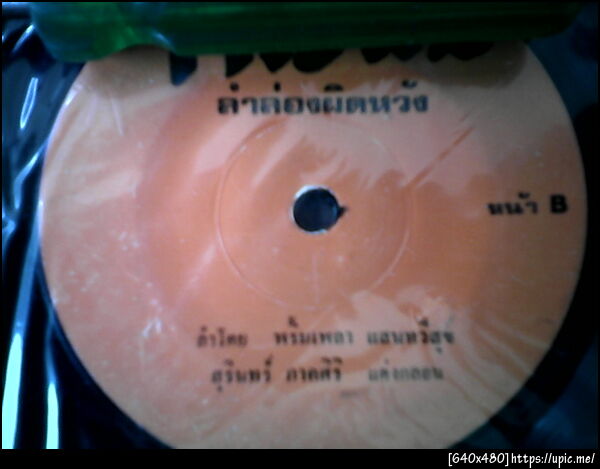 ลำล่องผิดหวัง
หน้า B
ลำโดย พร้มเพลา แสนทวีสุข
สุรินทร์ ภาคศิริ แต่งกลอน
[640x480]https://upic.me/